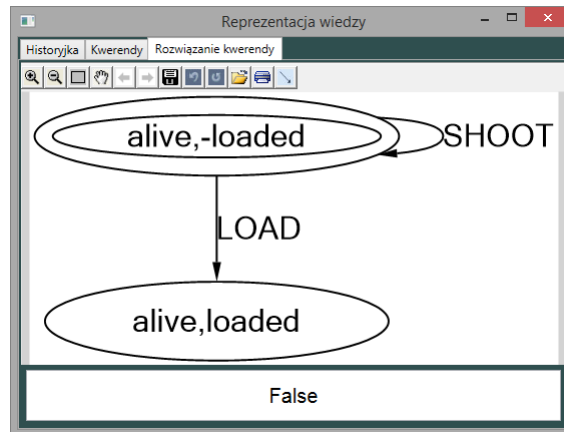 Reprezentacja wiedzy
Historyjka Kwerendy Rozwiązanie kwerendy
alive,-loaded
SHOOT
LOAD
alive,loaded
False